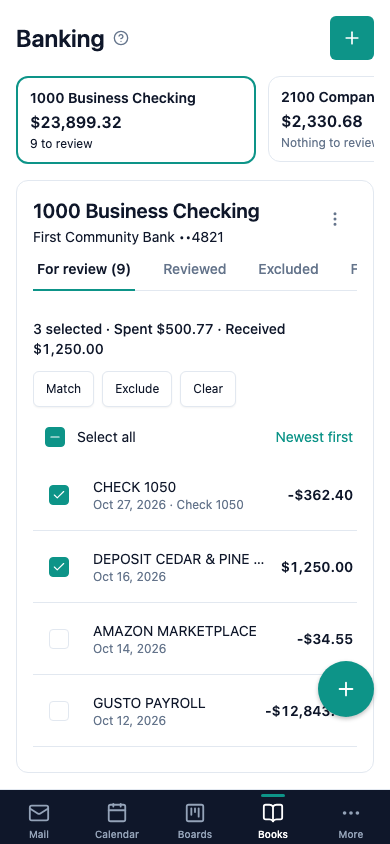 Banking
1000 Business Checking
$23,899.32
9 to review
2100 Compan
$2,330.68
Nothing to review
1000 Business Checking
First Community Bank ••4821
For review (9)
Reviewed
Excluded
F
3 selected · Spent $500.77 · Received
$1,250.00
Match
Exclude
Clear
Select all
Newest first
CHECK 1050
-$362.40
Oct 27, 2026 · Check 1050
DEPOSIT CEDAR & PINE ...
$1,250.00
Oct 16, 2026
AMAZON MARKETPLACE
-$34.55
Oct 14, 2026
GUSTO PAYROLL
-$12,843.
Oct 12, 2026
Mail
Calendar
Boards
Books
More